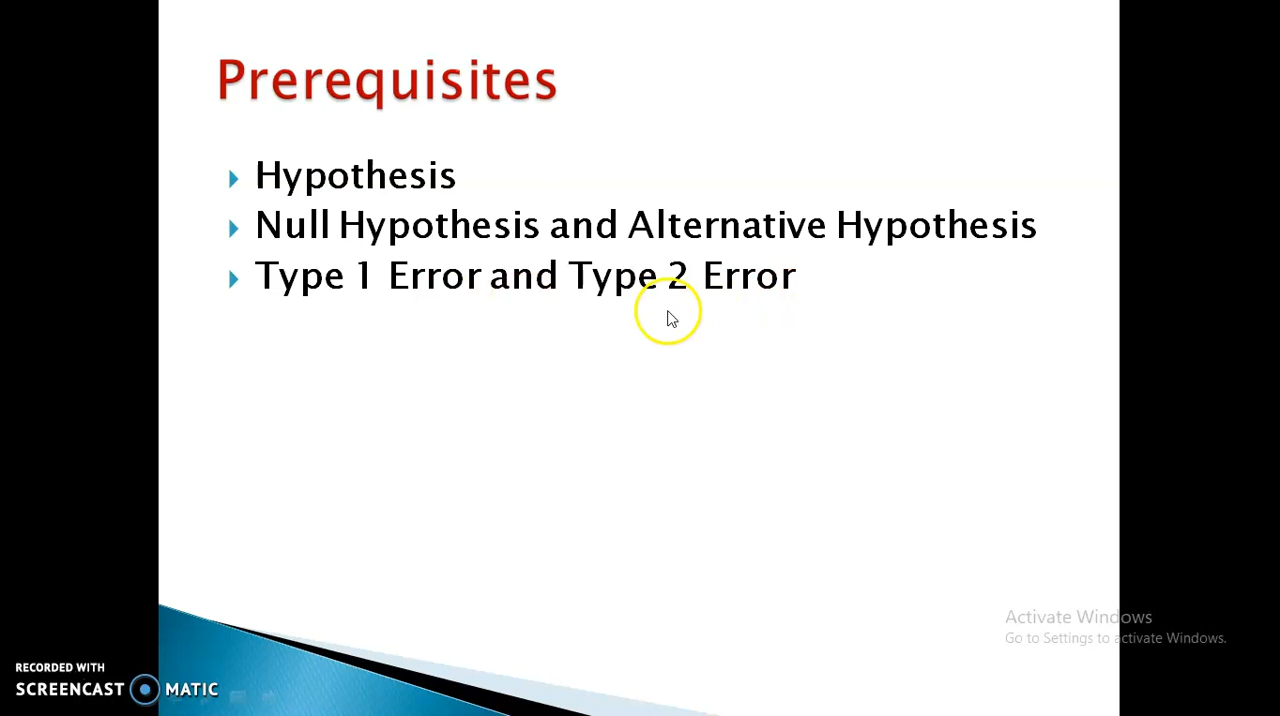 Prerequisites
Hypothesis
Null Hypothesis and Alternative Hypothesis
Type 1 Error and Type 2 Error
Activate Windows
Go to Settings to activate Windows.
RECORDED WITH
SCREENCAST MATIC